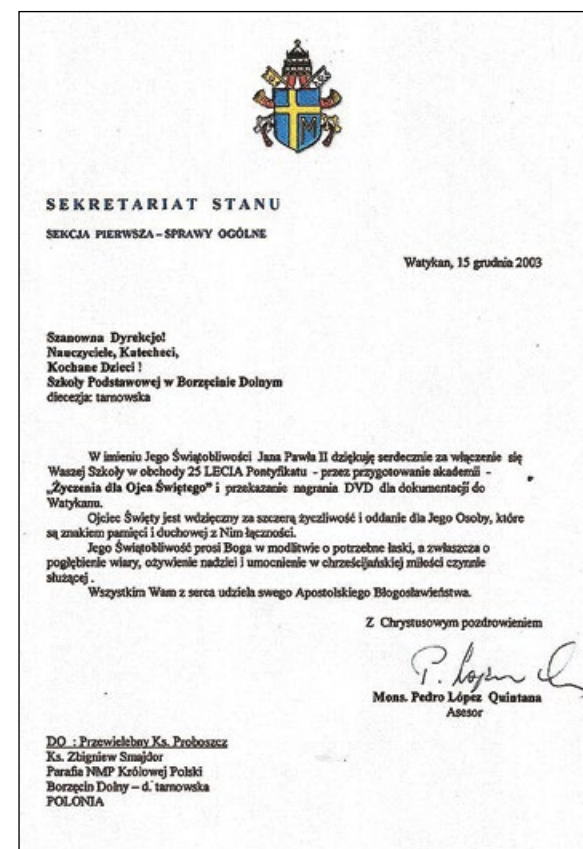 SEKRETARIAT STANU
SEKCJA PIERWSZA – SPRAWY OGÓLNE
Watykan, 15 grudnia 2003
Szanowna Dyrekcjo!
Nauczyciele, Katecheci,
Kochane Dzieci !
Szkoły Podstawowej w Borzęcinie Dolnym
diecezja: tarnowska
W imieniu Jego Świątobliwości Jana Pawła II dziękuję serdecznie za włączenie się
Waszej Szkoły w obchody 25 LECIA Pontyfikatu - przez przygotowanie akademii -
„Życzenia dla Ojca Świętego" i przekazanie nagrania DVD dla dokumentacji do
Watykanu.
Ojciec Święty jest wdzięczny za szczerą życzliwość i oddanie dla Jego Osoby, które
są znakiem pamięci i duchowej z Nim łączności.
Jego Świątobliwość prosi Boga w modlitwie o potrzebne łaski, a zwłaszcza o
pogłębienie wiary, ożywienie nadziei i umocnienie w chrześcijańskiej miłości czynnie
służącej .
Wszystkim Wam z serca udziela swego Apostolskiego Błogosławieństwa.
Z Chrystusowym pozdrowieniem
P. Lopez
Mons. Pedro López Quintana
Asesor
DO : Przewielebny Ks. Proboszcz
Ks. Zbigniew Smajdor
Parafia NMP Królowej Polski
Borzęcin Dolny – d. tarnowska
POLONIA